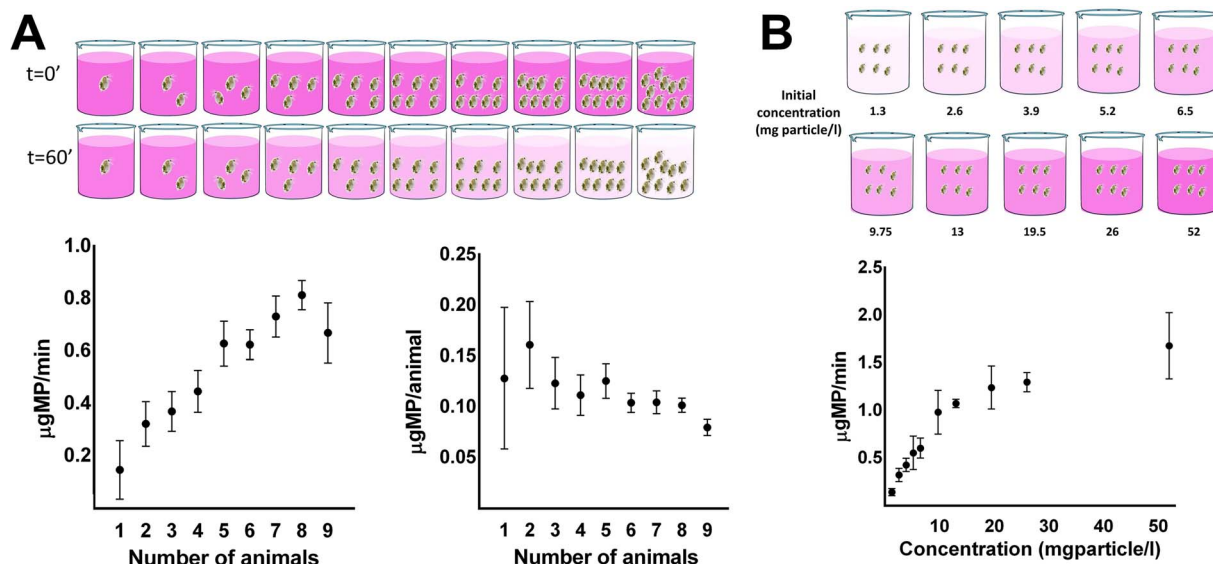 A
t=0’
t=60’
B
Initial
concentration
(mg particle/l)
1.3 2.6 3.9 5.2 6.5
9.75 13 19.5 26 52
μgMP/min
1.0
0.8
0.6
0.4
0.2
1 2 3 4 5 6 7 8 9
Number of animals
μgMP/animal
0.25
0.20
0.15
0.10
0.05
1 2 3 4 5 6 7 8 9
Number of animals
μgMP/min
2.5
2.0
1.5
1.0
0.5
10 20 30 40 50
Concentration (mgparticle/l)